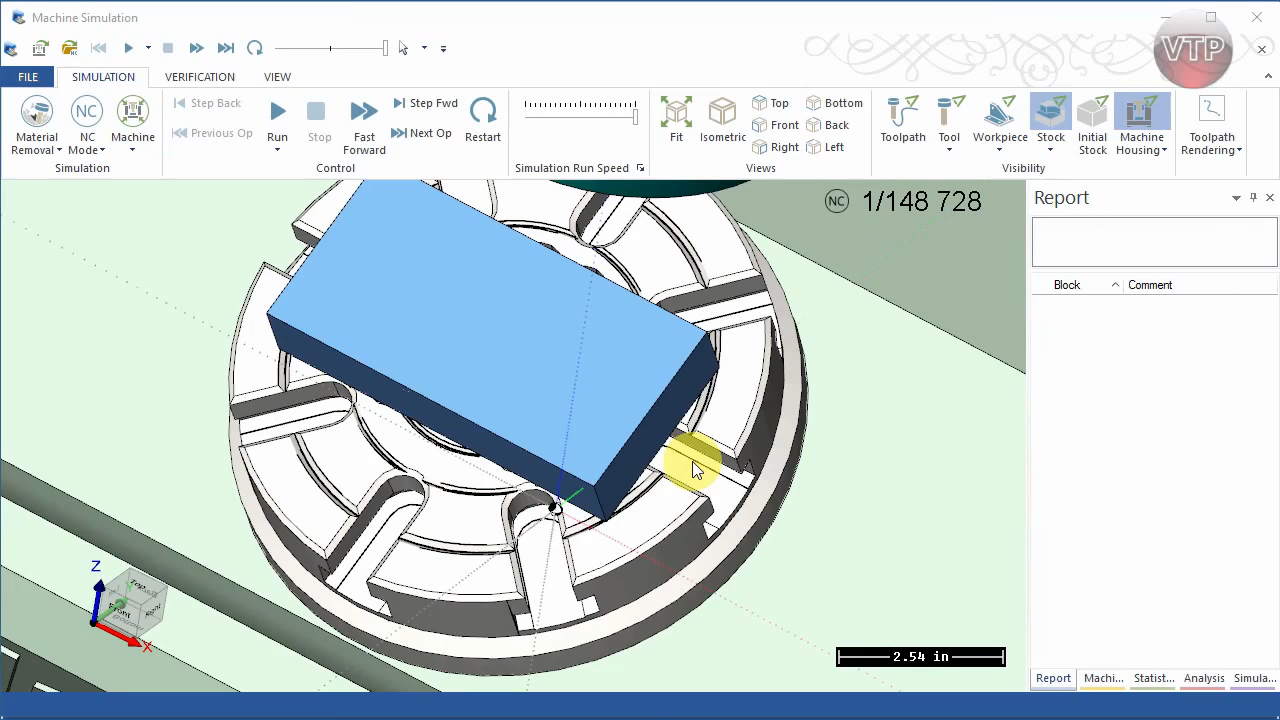 Machine Simulation
VTP
FILE
SIMULATION
VERIFICATION
VIEW
Material Removal
NC Mode
Machine
Simulation
Step Back
Previous Op
Run
Stop
Fast Forward
Step Fwd
Next Op
Restart
Control
Simulation Run Speed
Fit
Isometric
Top
Front
Right
Bottom
Back
Left
Views
Toolpath
Tool
Workpiece
Stock
Initial Stock
Machine Housing
Visibility
Toolpath Rendering
NC 1/148 728
Report
Block
Comment
Z
X
Top
Front
Right
2.54 in
Report
Machi...
Statist...
Analysis
Simula...